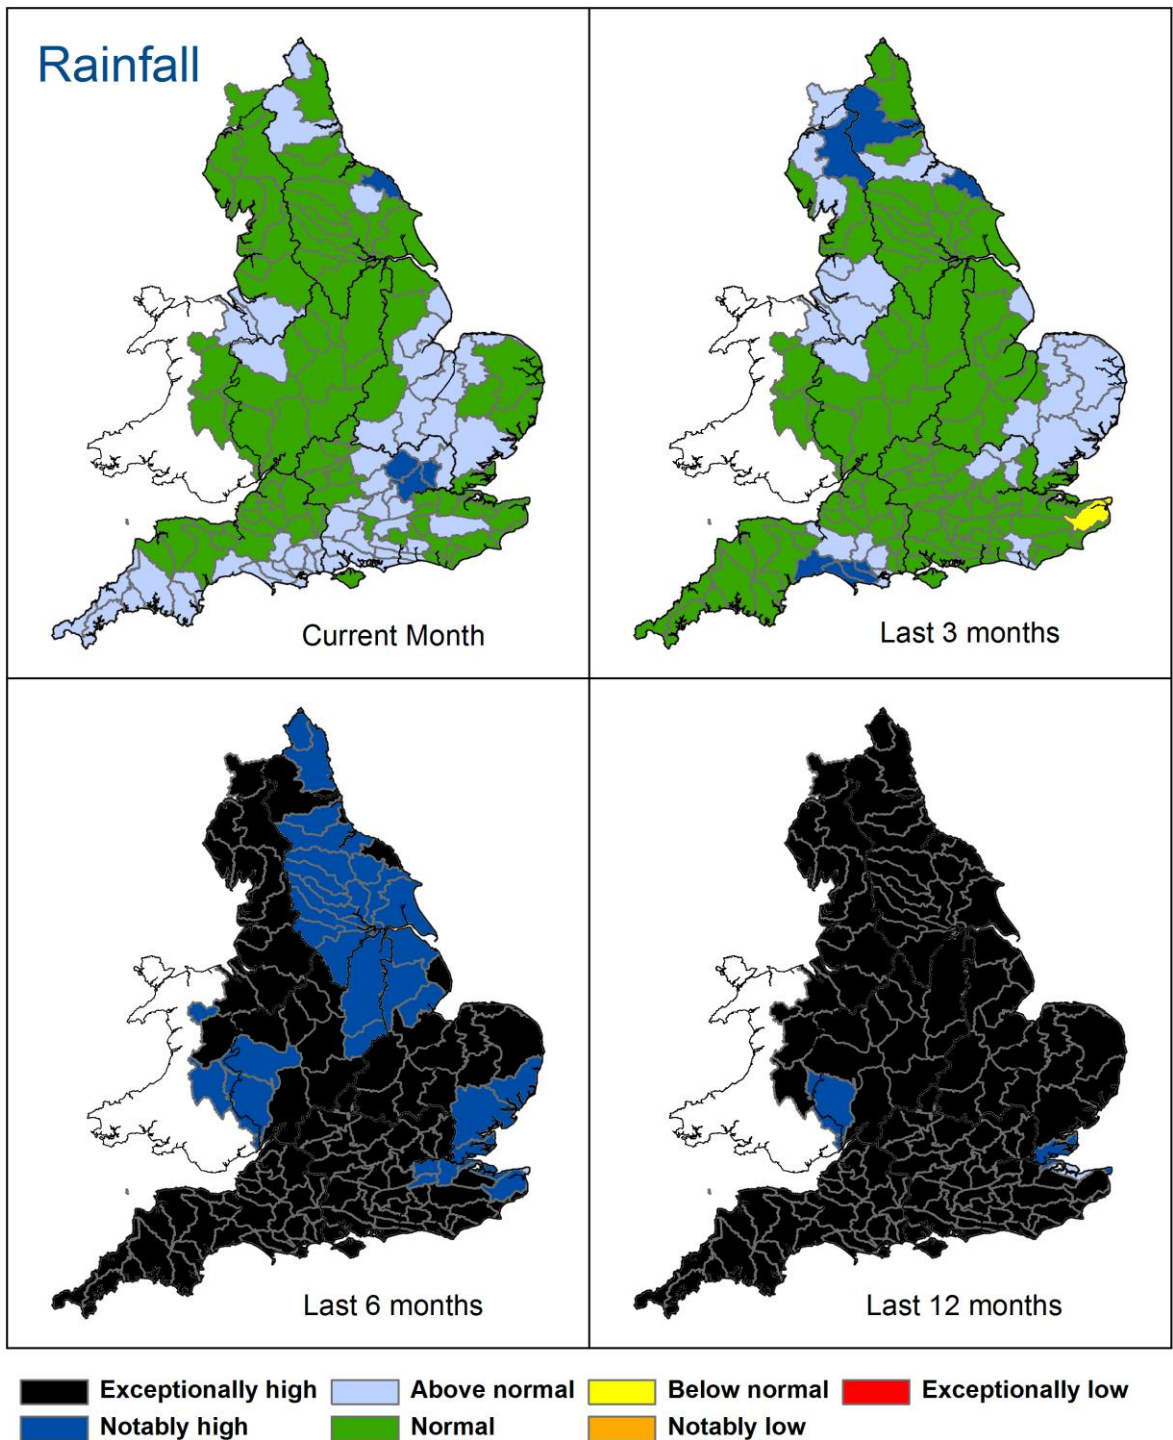 Rainfall
Current Month
Last 3 months
Last 6 months
Last 12 months
Exceptionally high Above normal Below normal Exceptionally low
Notably high Normal Notably low